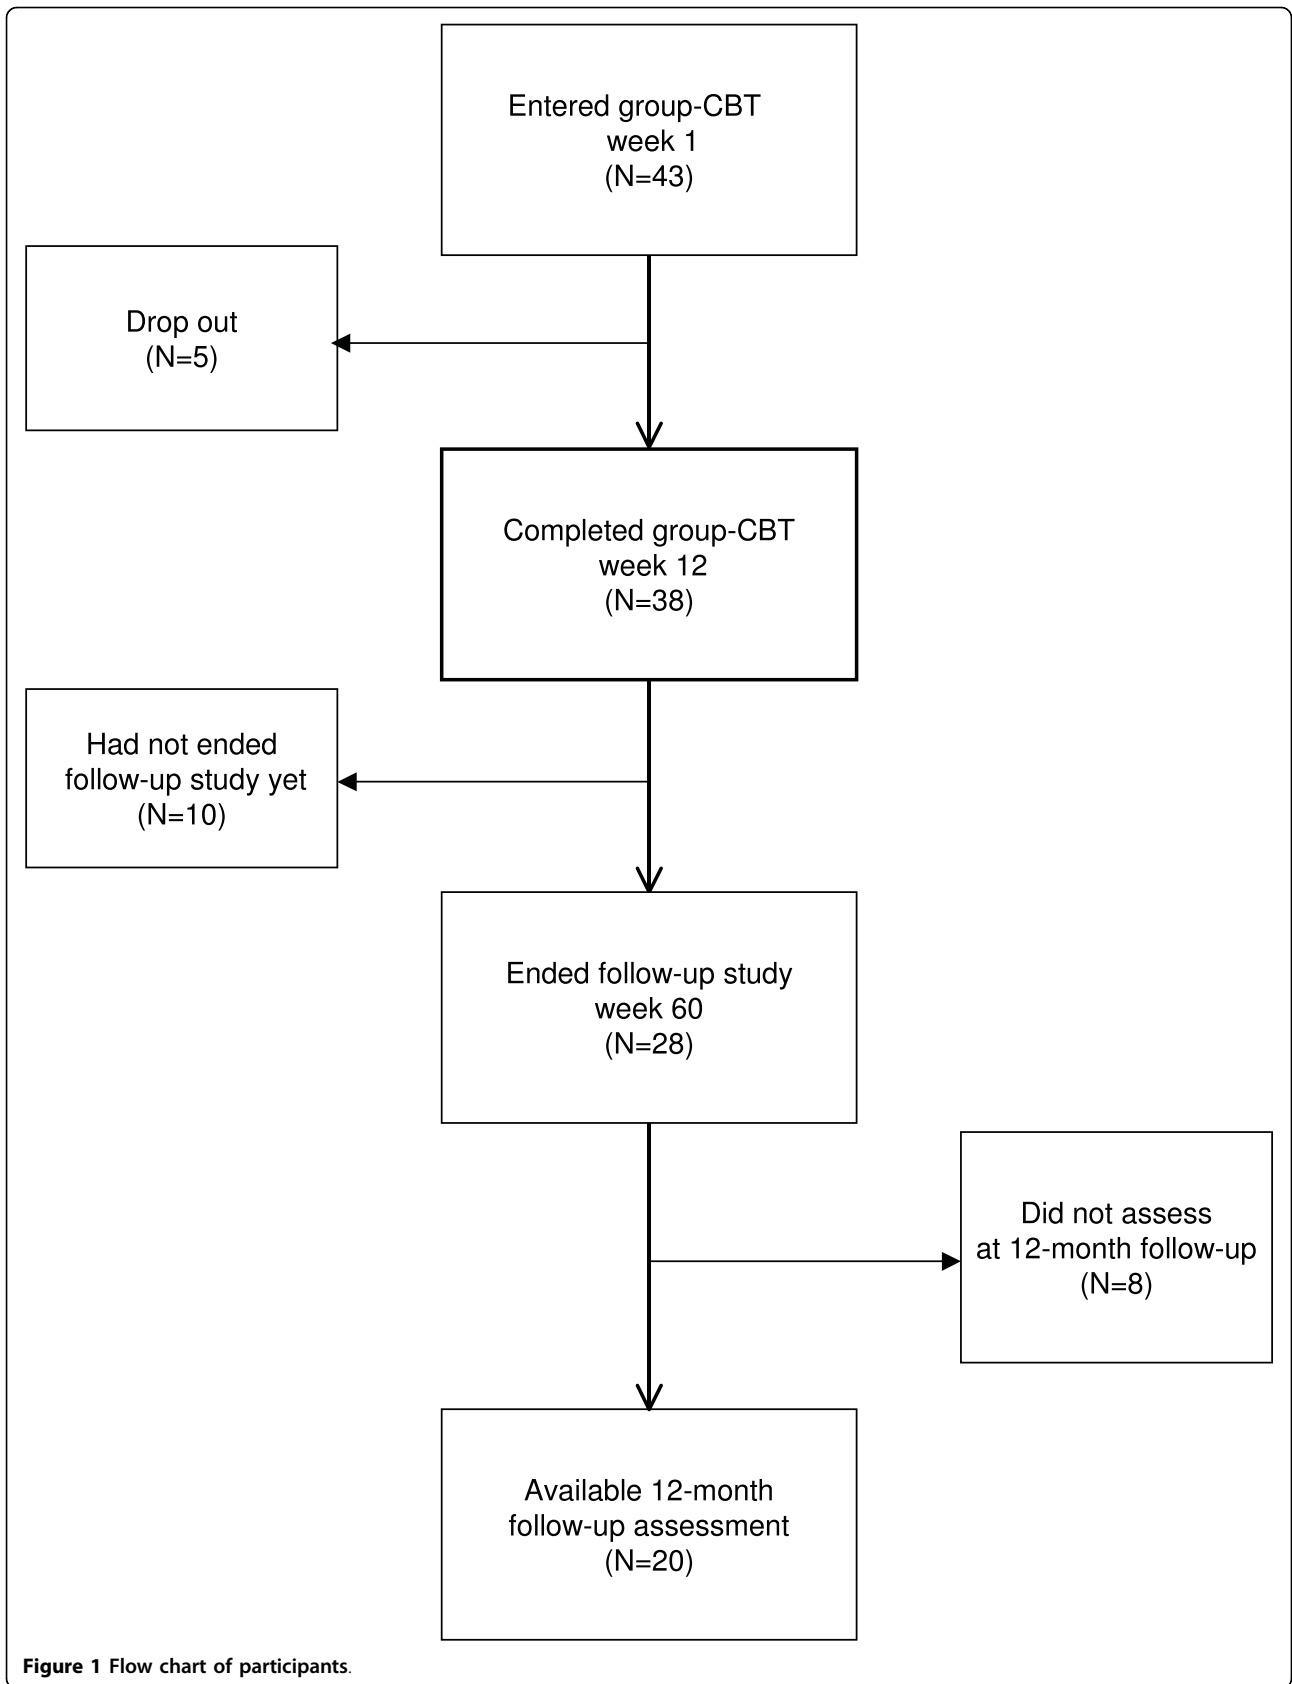 Entered group-CBT
week 1
(N=43)
Drop out
(N=5)
Completed group-CBT
week 12
(N=38)
Had not ended
follow-up study yet
(N=10)
Ended follow-up study
week 60
(N=28)
Did not assess
at 12-month follow-up
(N=8)
Available 12-month
follow-up assessment
(N=20)
Figure 1 Flow chart of participants.